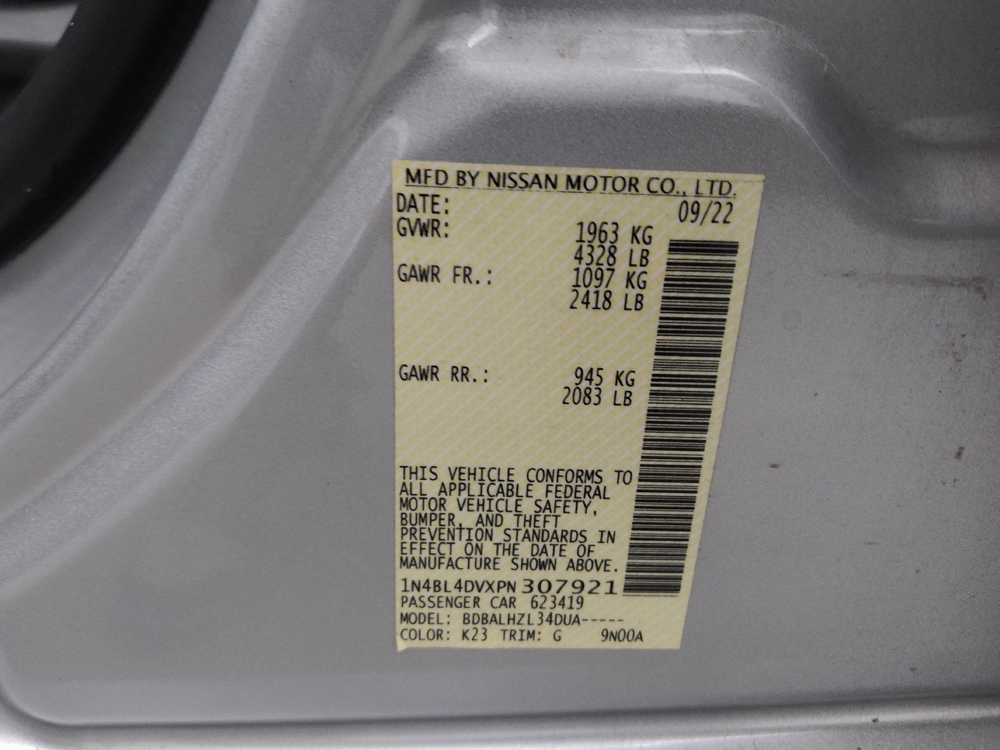 MFD BY NISSAN MOTOR CO., LTD.
DATE: 09/22
GVWR: 1963 KG
4328 LB
GAWR FR.: 1097 KG
2418 LB
GAWR RR.: 945 KG
2083 LB
THIS VEHICLE CONFORMS TO
ALL APPLICABLE FEDERAL
MOTOR VEHICLE SAFETY,
BUMPER, AND THEFT
PREVENTION STANDARDS IN
EFFECT ON THE DATE OF
MANUFACTURE SHOWN ABOVE.
1N4BL4DVXPN307921
PASSENGER CAR 623419
MODEL: BDBALHZL34DUA-----
COLOR: K23 TRIM: G 9N00A